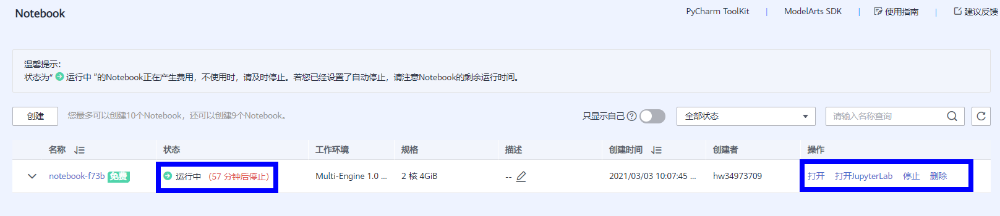 Notebook
PyCharm ToolKit | ModelArts SDK | 使用指南 | 建议反馈
温馨提示：
状态为“ 运行中 ”的Notebook正在产生费用，不使用时，请及时停止。若您已经设置了自动停止，请注意Notebook的剩余运行时间。
创建 您最多可以创建10个Notebook，还可以创建9个Notebook。 只显示自己 全部状态 请输入名称查询
名称 状态 工作环境 规格 描述 创建时间 创建者 操作
notebook-f73b 免费 运行中 （57 分钟后停止） Multi-Engine 1.0 ... 2 核 4GiB -- 2021/03/03 10:07:45 ... hw34973709 打开 打开JupyterLab 停止 删除